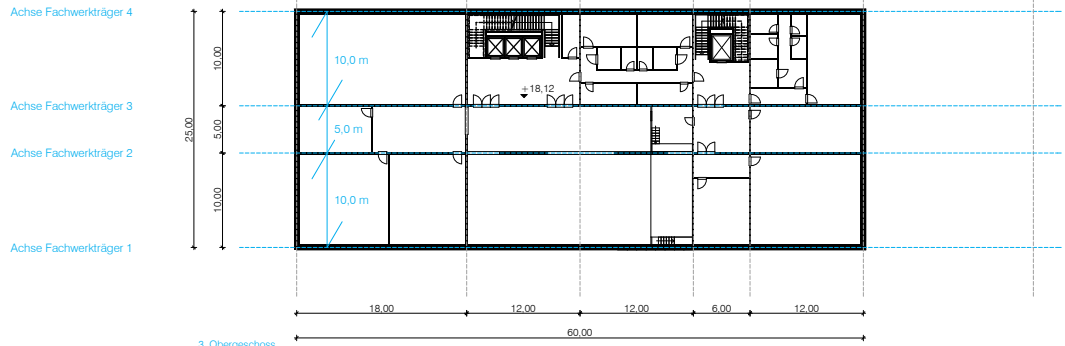 Achse Fachwerkträger 4
10,00
10,0 m
+18,12
Achse Fachwerkträger 3
25,00
5,00
5,0 m
Achse Fachwerkträger 2
10,00
10,0 m
Achse Fachwerkträger 1
18,00 12,00 12,00 6,00 12,00
60,00
3. Obergeschoss